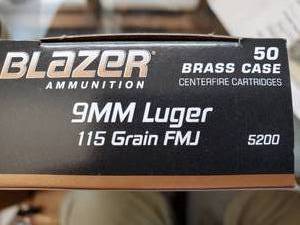 BLAZER
AMMUNITION
50
BRASS CASE
CENTERFIRE CARTRIDGES
9MM Luger
115 Grain FMJ
5200